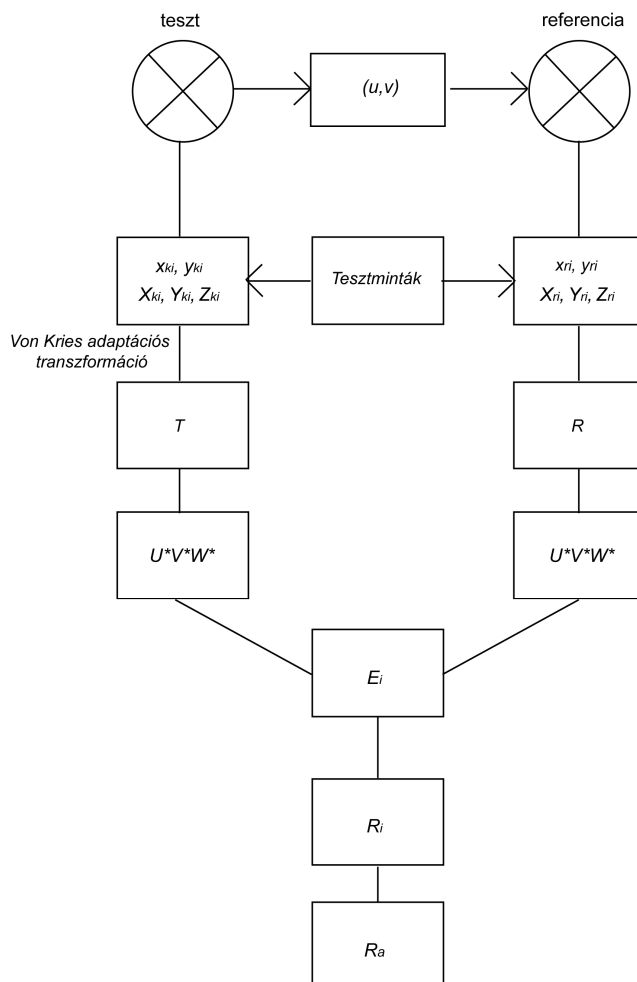 teszt
referencia
(u,v)
xki, yki
Xki, Yki, Zki
Tesztminták
xri, yri
Xri, Yri, Zri
Von Kries adaptációs
transzformáció
T
R
U*V*W*
U*V*W*
Ei
Ri
Ra